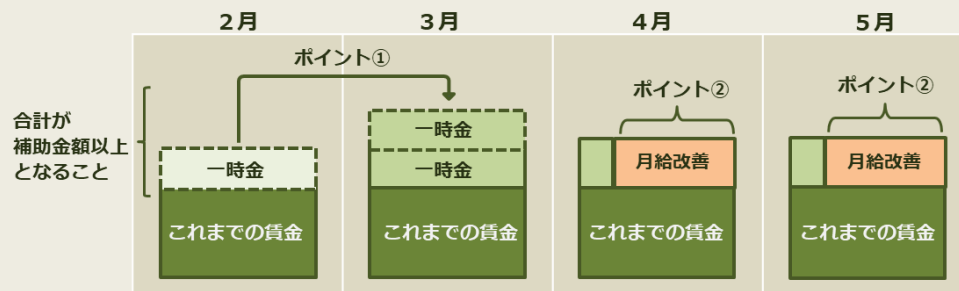 2月
3月
4月
5月
ポイント①
ポイント②
ポイント②
合計が
補助金額以上
となること
一時金
一時金
一時金
月給改善
月給改善
これまでの賃金
これまでの賃金
これまでの賃金
これまでの賃金